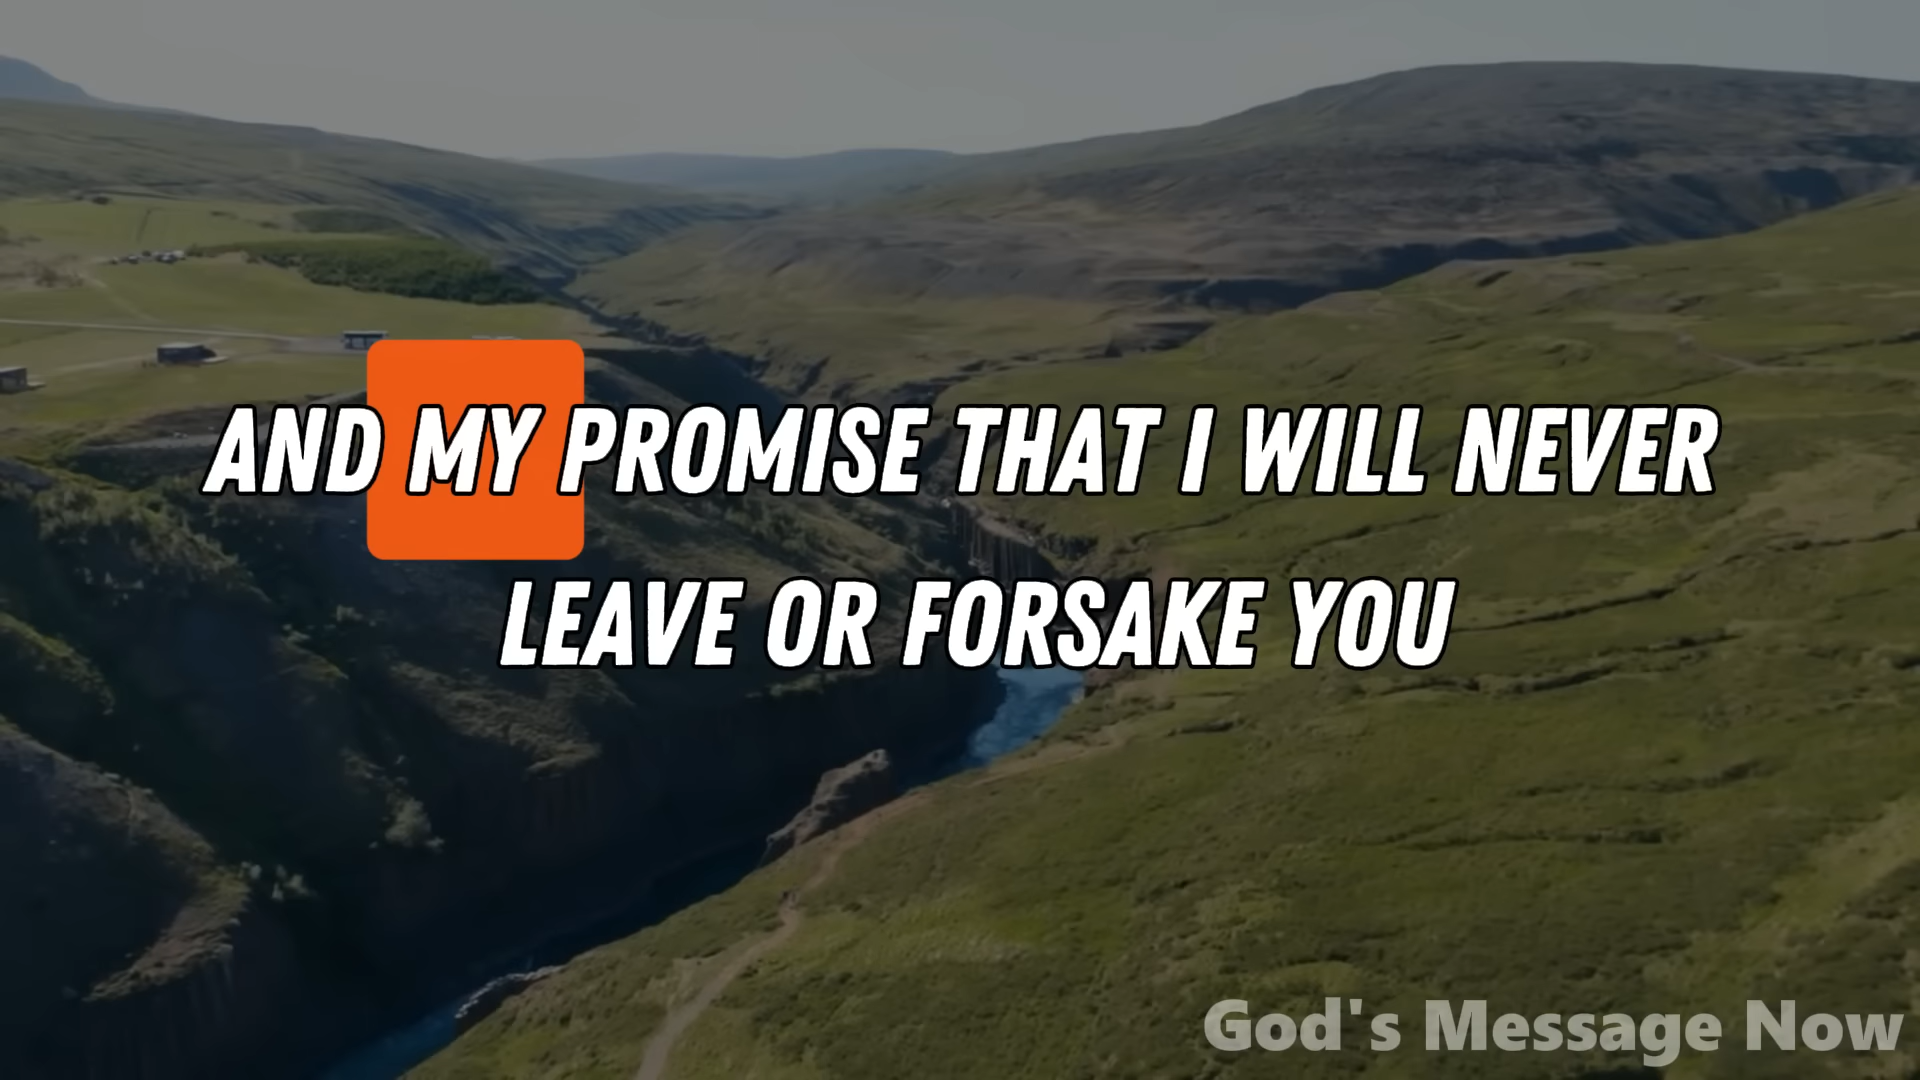 AND MY PROMISE THAT I WILL NEVER
LEAVE OR FORSAKE YOU
God's Message Now